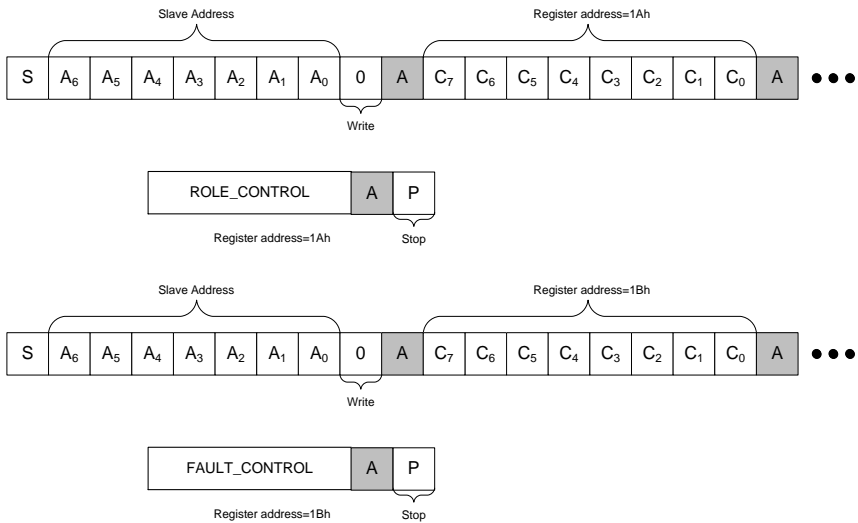 Slave Address Register address=1Ah
S A₆ A₅ A₄ A₃ A₂ A₁ A₀ 0 A C₇ C₆ C₅ C₄ C₃ C₂ C₁ C₀ A
Write
ROLE_CONTROL A P
Register address=1Ah Stop
Slave Address Register address=1Bh
S A₆ A₅ A₄ A₃ A₂ A₁ A₀ 0 A C₇ C₆ C₅ C₄ C₃ C₂ C₁ C₀ A
Write
FAULT_CONTROL A P
Register address=1Bh Stop